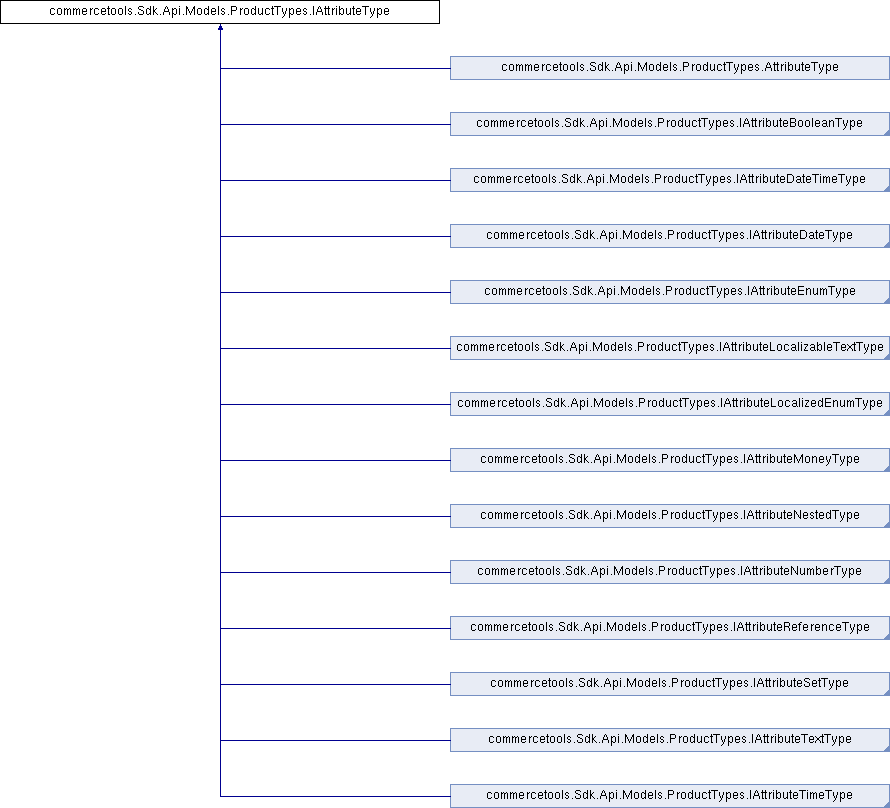 commercetools.Sdk.Api.Models.ProductTypes.IAttributeType
commercetools.Sdk.Api.Models.ProductTypes.AttributeType
commercetools.Sdk.Api.Models.ProductTypes.IAttributeBooleanType
commercetools.Sdk.Api.Models.ProductTypes.IAttributeDateTimeType
commercetools.Sdk.Api.Models.ProductTypes.IAttributeDateType
commercetools.Sdk.Api.Models.ProductTypes.IAttributeEnumType
commercetools.Sdk.Api.Models.ProductTypes.IAttributeLocalizableTextType
commercetools.Sdk.Api.Models.ProductTypes.IAttributeLocalizedEnumType
commercetools.Sdk.Api.Models.ProductTypes.IAttributeMoneyType
commercetools.Sdk.Api.Models.ProductTypes.IAttributeNestedType
commercetools.Sdk.Api.Models.ProductTypes.IAttributeNumberType
commercetools.Sdk.Api.Models.ProductTypes.IAttributeReferenceType
commercetools.Sdk.Api.Models.ProductTypes.IAttributeSetType
commercetools.Sdk.Api.Models.ProductTypes.IAttributeTextType
commercetools.Sdk.Api.Models.ProductTypes.IAttributeTimeType